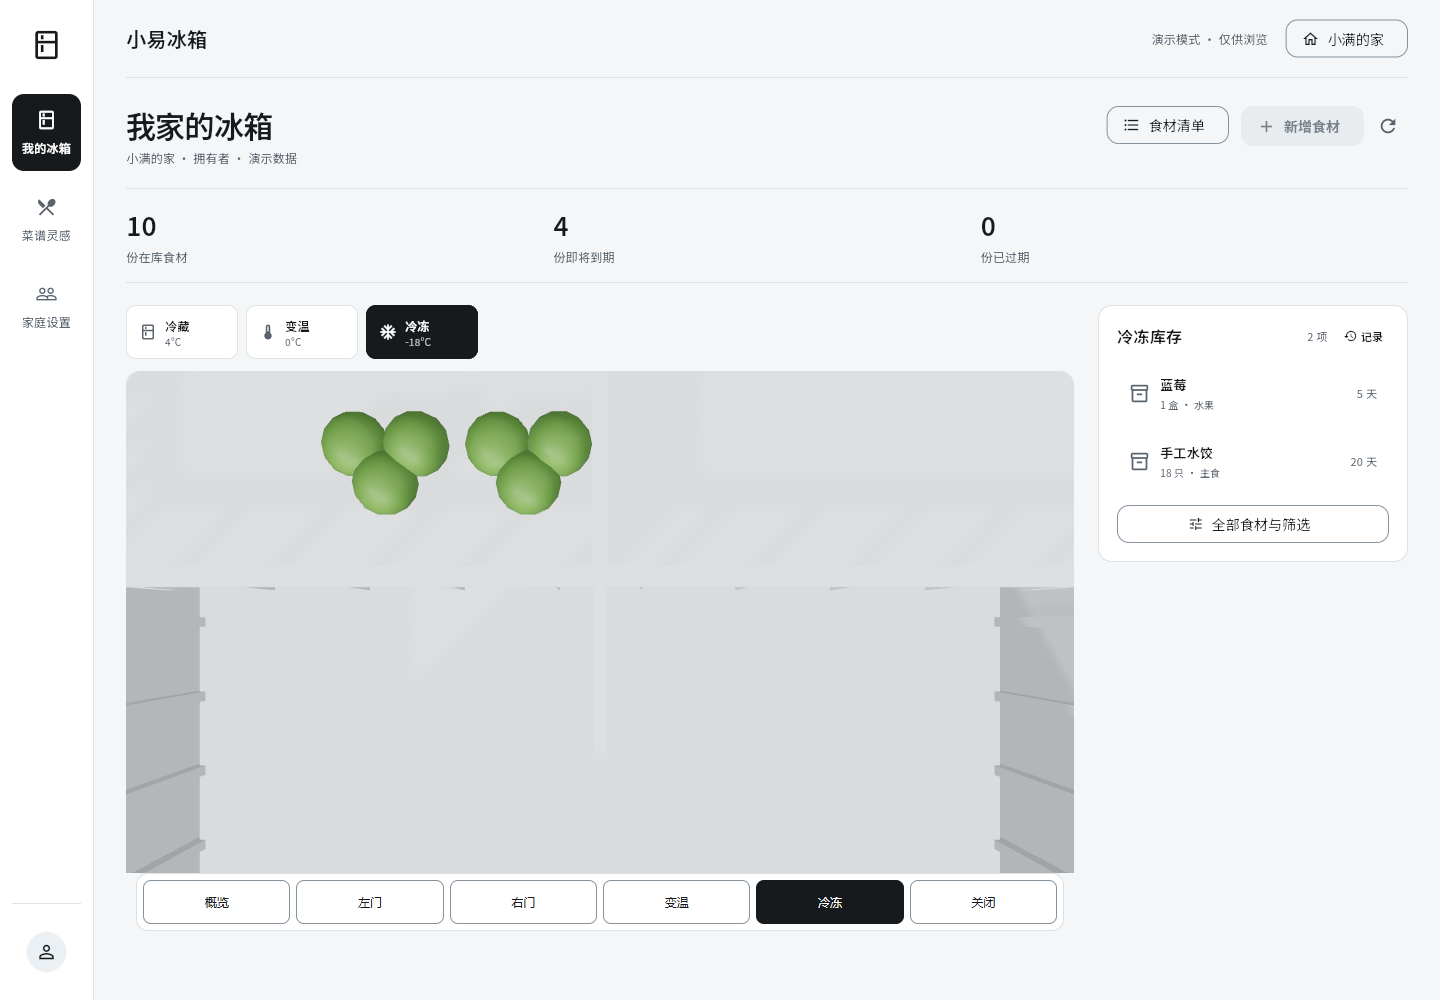 小易冰箱
演示模式 · 仅供浏览
小满的家
我的冰箱
菜谱灵感
家庭设置
我家的冰箱
小满的家 · 拥有者 · 演示数据
食材清单
新增食材
10
份在库食材
4
份即将到期
0
份已过期
冷藏
4°C
变温
0°C
冷冻
-18°C
冷冻库存
2 项
记录
蓝莓
1 盒 · 水果
5 天
手工水饺
18 只 · 主食
20 天
全部食材与筛选
概览
左门
右门
变温
冷冻
关闭